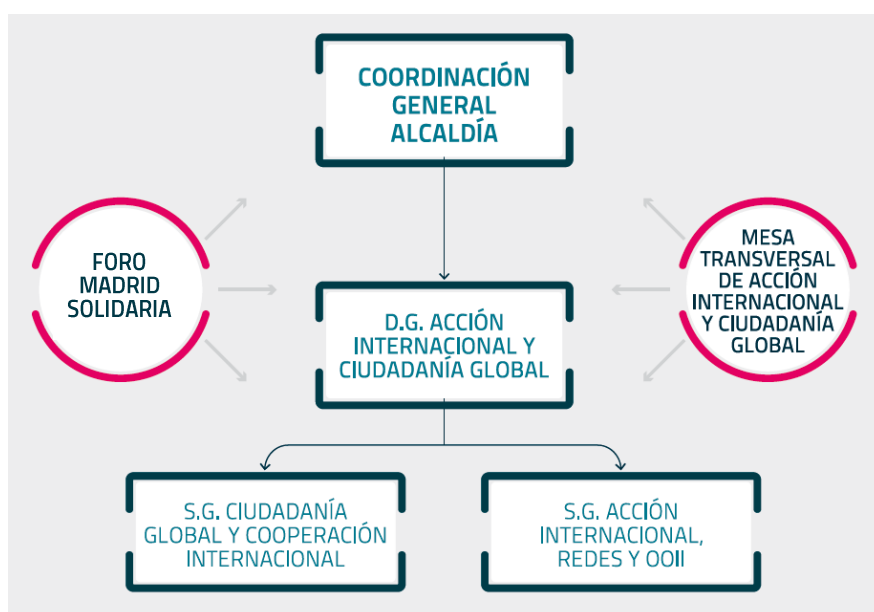 COORDINACIÓN
GENERAL
ALCALDÍA
FORO
MADRID
SOLIDARIA
MESA
TRANSVERSAL
DE ACCIÓN
INTERNACIONAL
Y CIUDADANÍA
GLOBAL
D.G. ACCIÓN
INTERNACIONAL Y
CIUDADANÍA GLOBAL
S.G. CIUDADANÍA
GLOBAL Y COOPERACIÓN
INTERNACIONAL
S.G. ACCIÓN
INTERNACIONAL,
REDES Y OOII